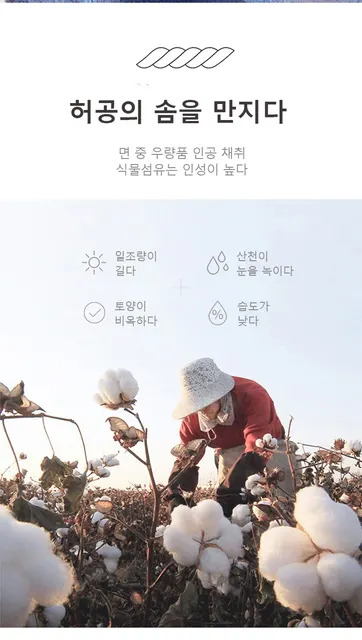 허공의 솜을 만지다
면 중 우량품 인공 채취
식물섬유는 인성이 높다
일조량이
길다
산천이
눈을 녹이다
토양이
비옥하다
%
습도가
낮다